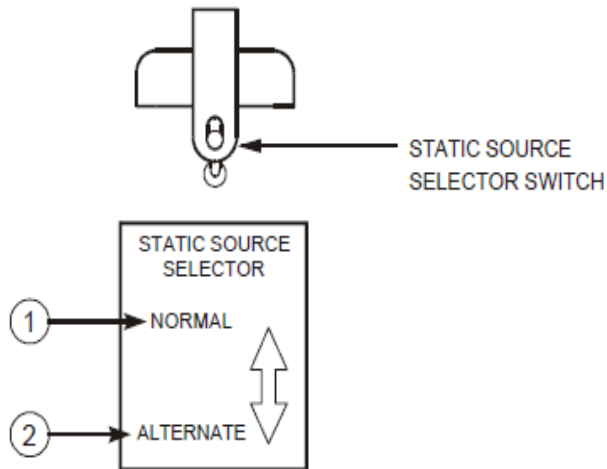 STATIC SOURCE
SELECTOR SWITCH
STATIC SOURCE
SELECTOR
1
NORMAL
2
ALTERNATE